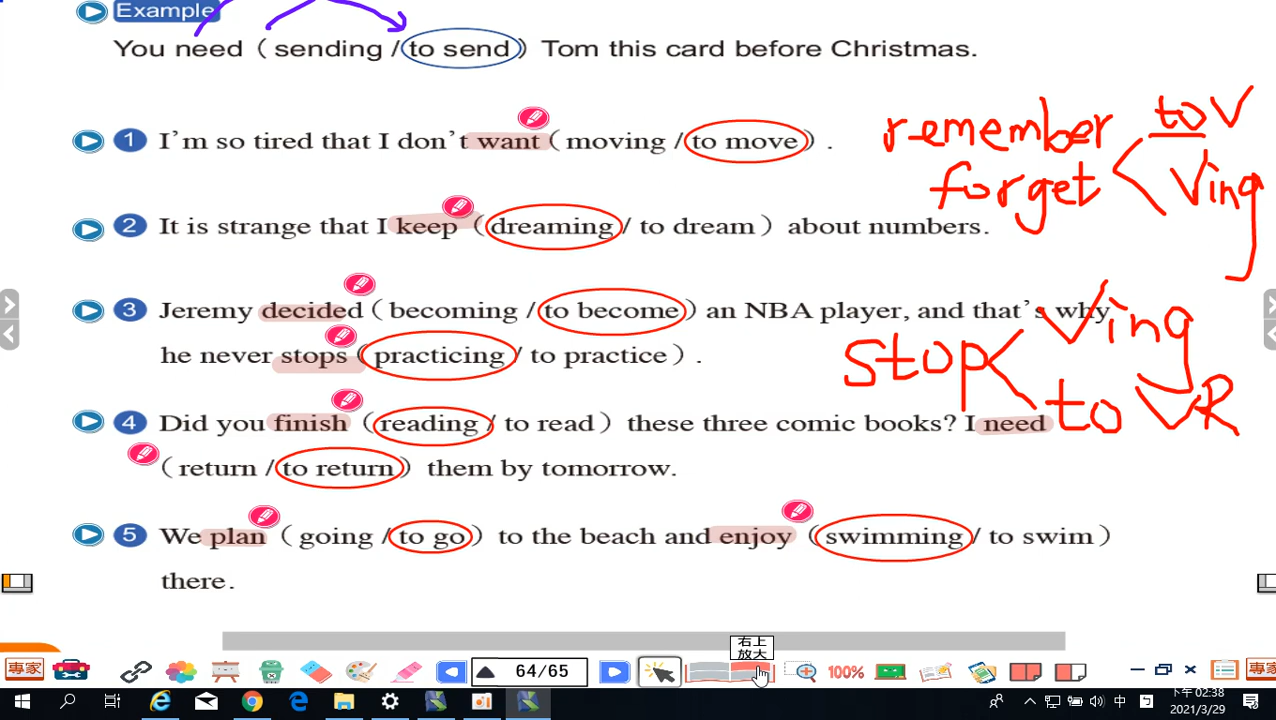 Example
You need ( sending / to send ) Tom this card before Christmas.
1 I'm so tired that I don't want ( moving / to move ) .
remember
forget
to V
Ving
2 It is strange that I keep ( dreaming / to dream ) about numbers.
3 Jeremy decided ( becoming / to become ) an NBA player, and that's why
he never stops ( practicing / to practice ) .
stop
Ving
to VR
4 Did you finish ( reading / to read ) these three comic books? I need
( return / to return ) them by tomorrow.
5 We plan ( going / to go ) to the beach and enjoy ( swimming / to swim )
there.
右上
放大
專家
64/65
100%
專家
中
下午 02:38
2021/3/29